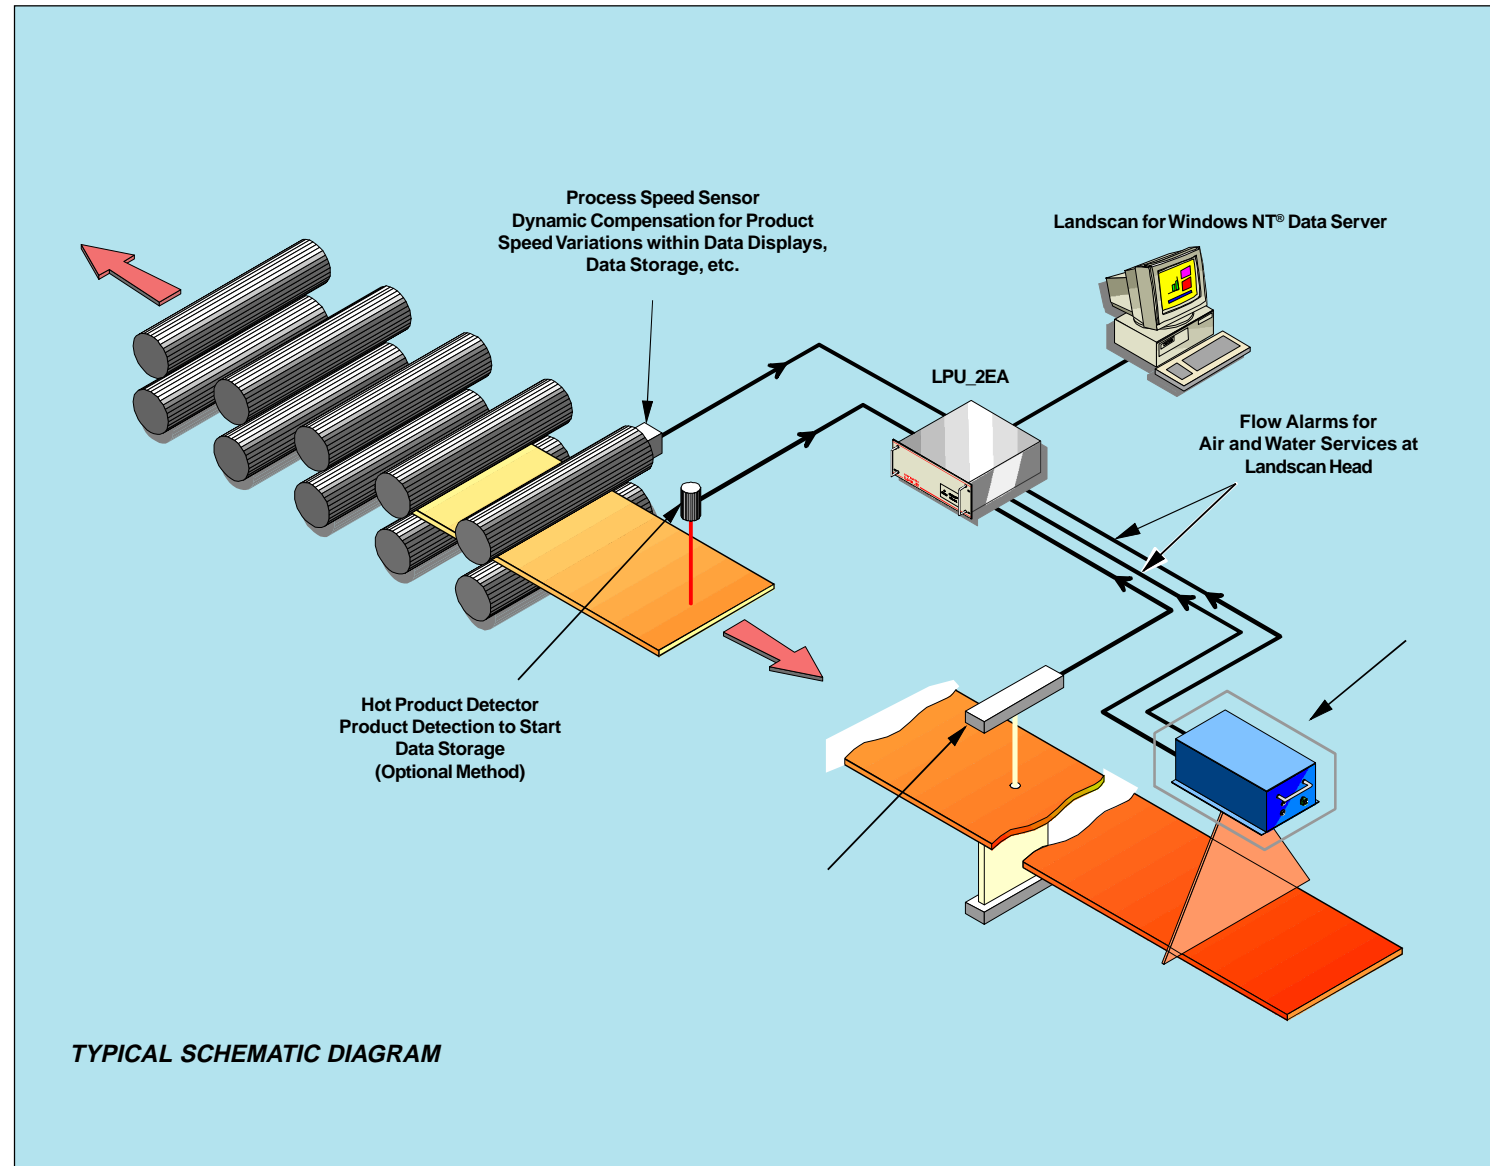 Process Speed Sensor
Dynamic Compensation for Product
Speed Variations within Data Displays,
Data Storage, etc.
Landscan for Windows NT® Data Server
LPU_2EA
Flow Alarms for
Air and Water Services at
Landscan Head
Hot Product Detector
Product Detection to Start
Data Storage
(Optional Method)
TYPICAL SCHEMATIC DIAGRAM